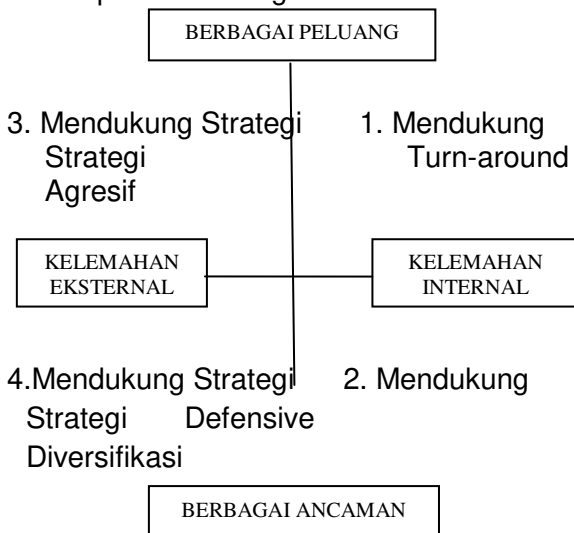 BERBAGAI PELUANG
3. Mendukung Strategi 1. Mendukung
Strategi Turn-around
Agresif
KELEMAHAN
EKSTERNAL
KELEMAHAN
INTERNAL
4.Mendukung Strategi 2. Mendukung
Strategi Defensive
Diversifikasi
BERBAGAI ANCAMAN